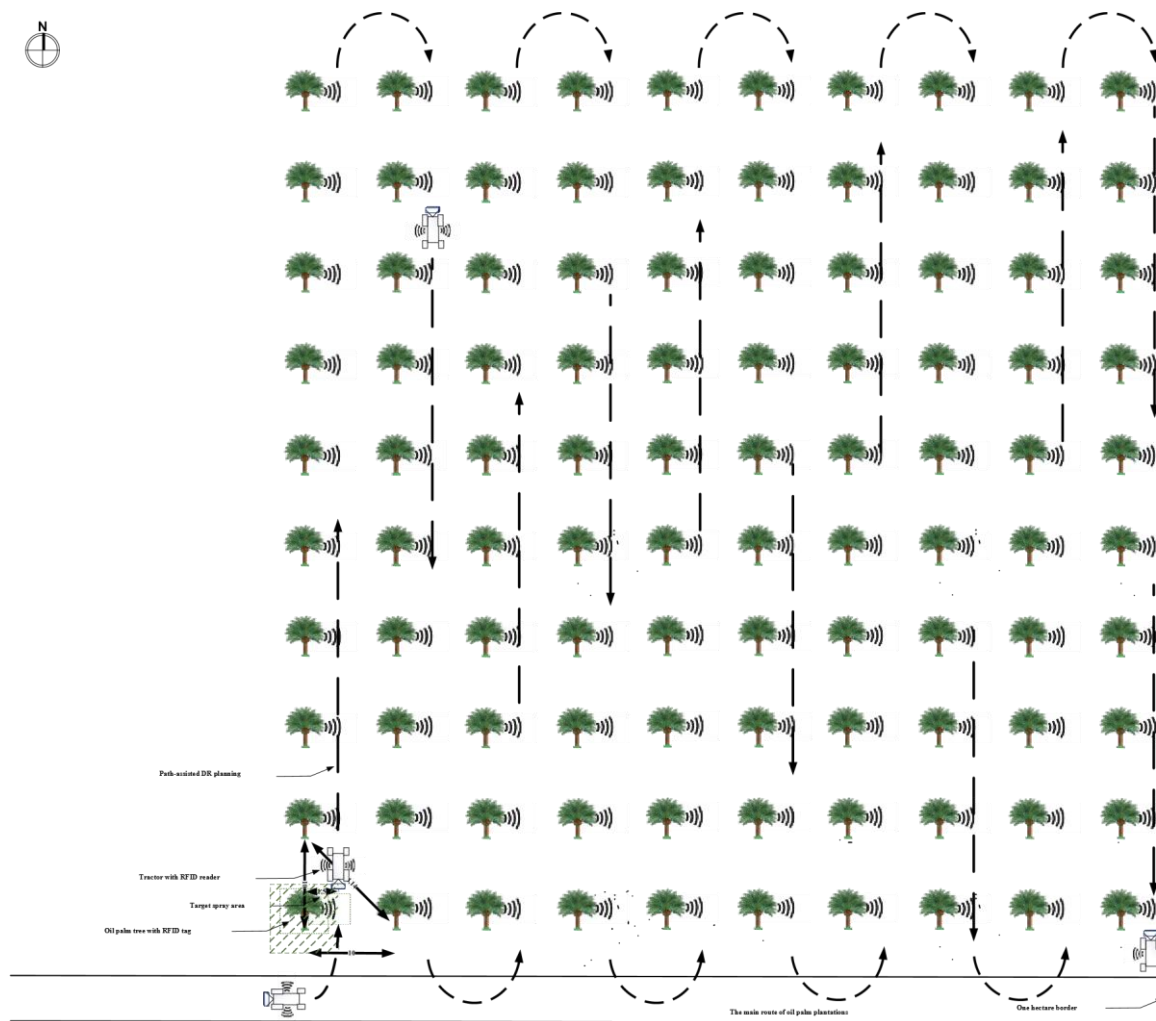 N
Path-assisted DR planning
Tractor with RFID reader
Target spray area
Oil palm tree with RFID tag
The main route of oil palm plantations
One hectare border